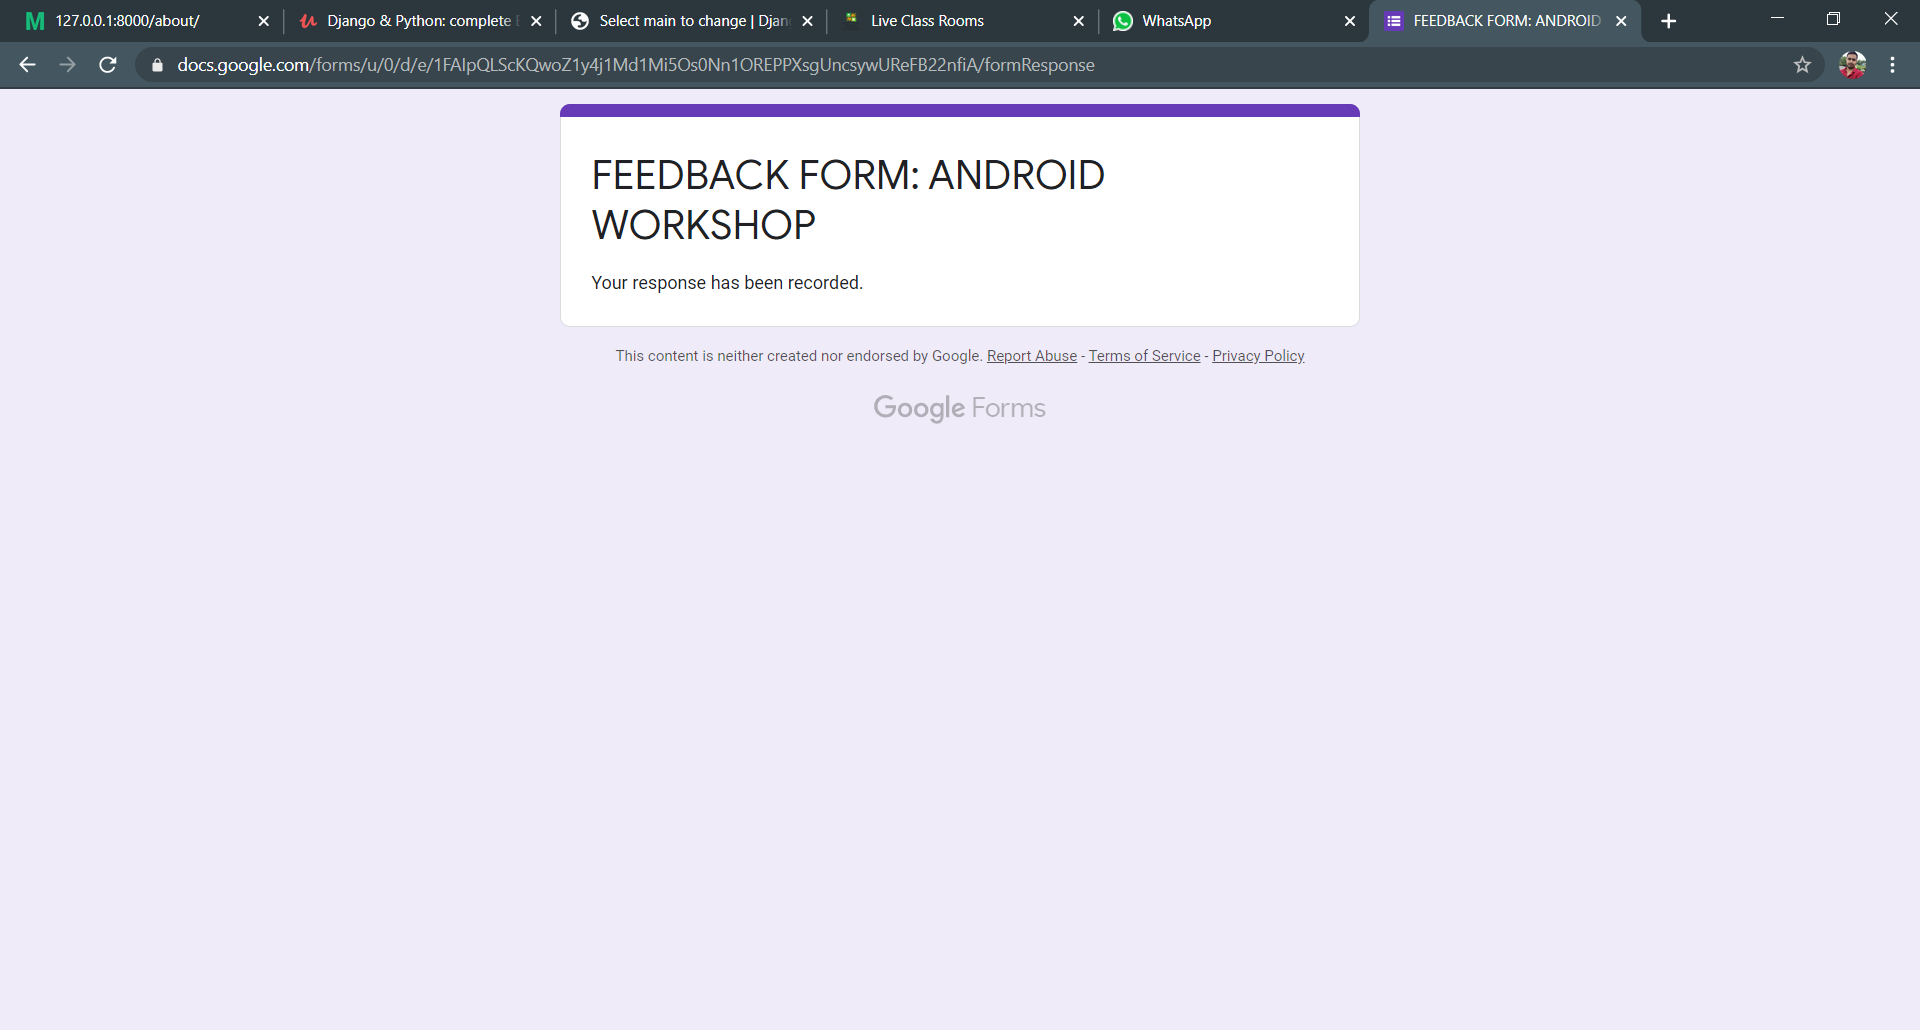 127.0.0.1:8000/about/
Django & Python: complete
Select main to change | Djan
Live Class Rooms
WhatsApp
FEEDBACK FORM: ANDROID
docs.google.com/forms/u/0/d/e/1FAIpQLScKQwoZ1y4j1Md1Mi5Os0Nn1OREPPXsgUncsywUReFB22nfiA/formResponse
FEEDBACK FORM: ANDROID
WORKSHOP
Your response has been recorded.
This content is neither created nor endorsed by Google. Report Abuse - Terms of Service - Privacy Policy
Google Forms